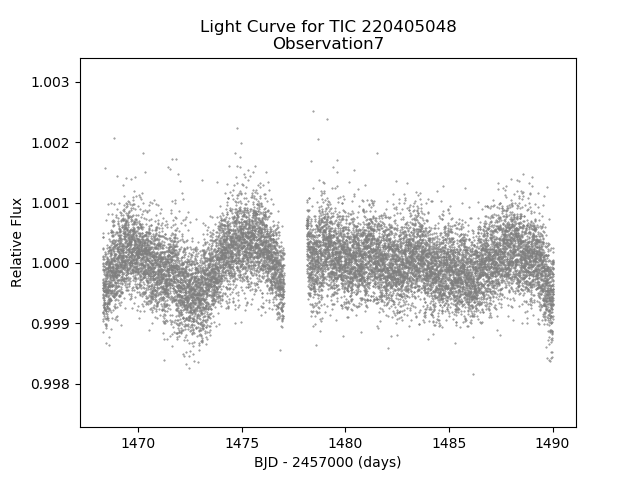 Light Curve for TIC 220405048
Observation7
1.003
1.002
1.001
1.000
0.999
0.998
Relative Flux
1470
1475
1480
1485
1490
BJD - 2457000 (days)